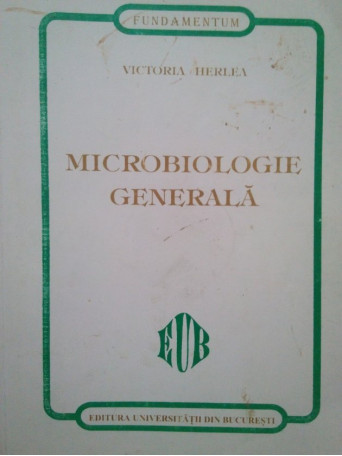 FUNDAMENTUM
VICTORIA HERLEA
MICROBIOLOGIE
GENERALĂ
EUB
EDITURA UNIVERSITĂȚII DIN BUCUREȘTI